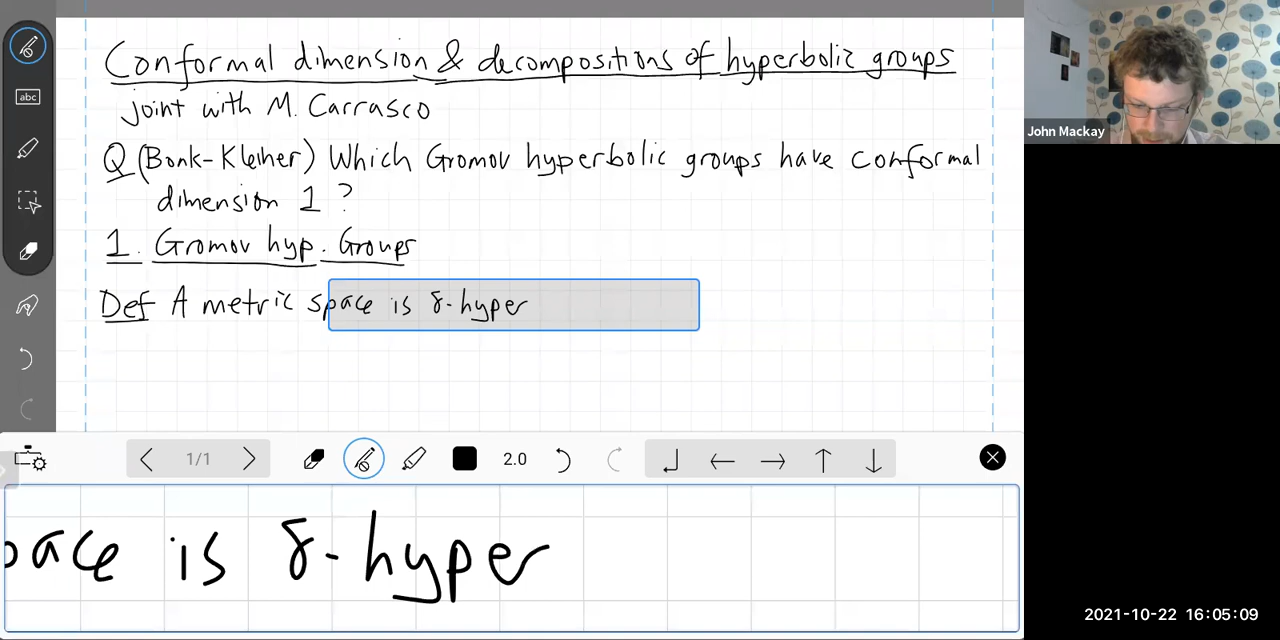 Conformal dimension & decompositions of hyperbolic groups
joint with M. Carrasco
Q (Bonk-Kleiner) Which Gromov hyperbolic groups have conformal
dimension 1 ?
1. Gromov hyp. Groups
Def A metric space is δ-hyper
abc
John Mackay
1/1
2.0
pace is δ-hyper
2021-10-22 16:05:09